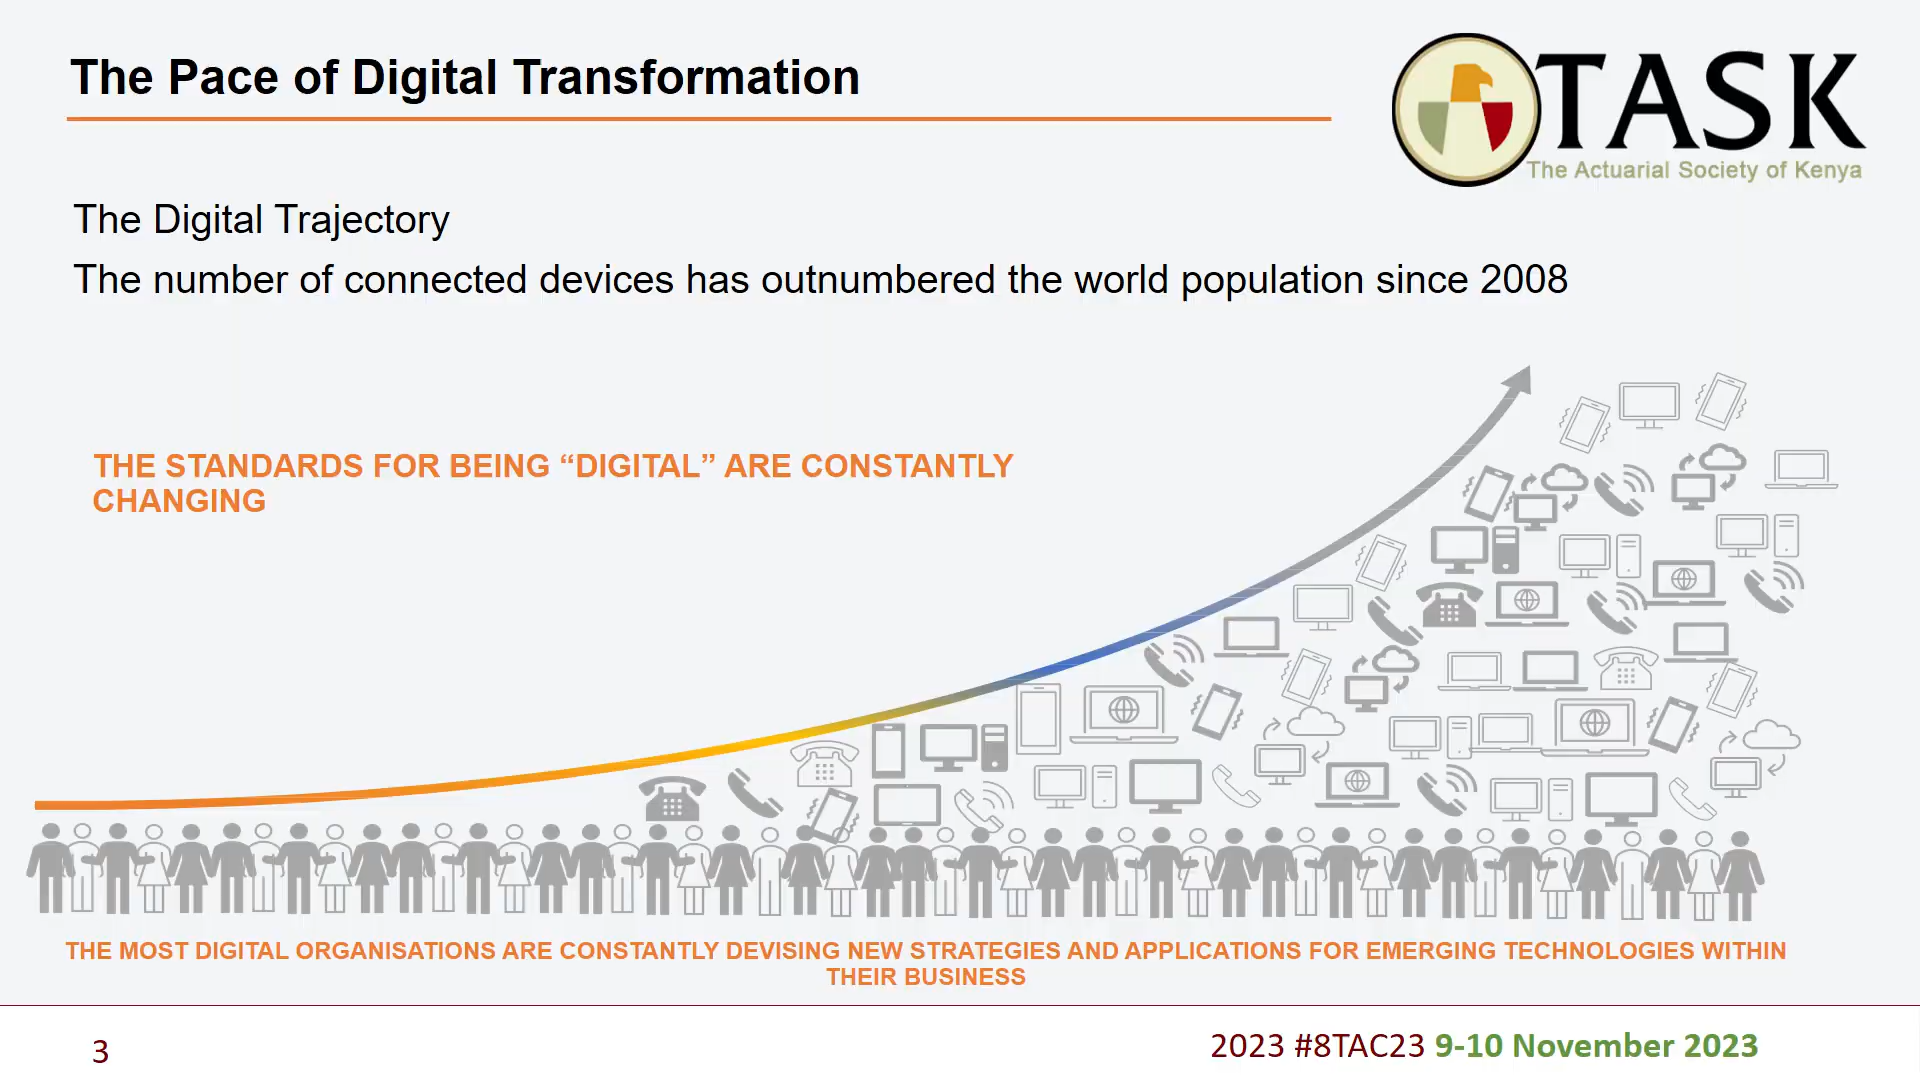 The Pace of Digital Transformation
TASK
The Actuarial Society of Kenya
The Digital Trajectory
The number of connected devices has outnumbered the world population since 2008
THE STANDARDS FOR BEING “DIGITAL” ARE CONSTANTLY
CHANGING
THE MOST DIGITAL ORGANISATIONS ARE CONSTANTLY DEVISING NEW STRATEGIES AND APPLICATIONS FOR EMERGING TECHNOLOGIES WITHIN
THEIR BUSINESS
3
2023 #8TAC23 9-10 November 2023